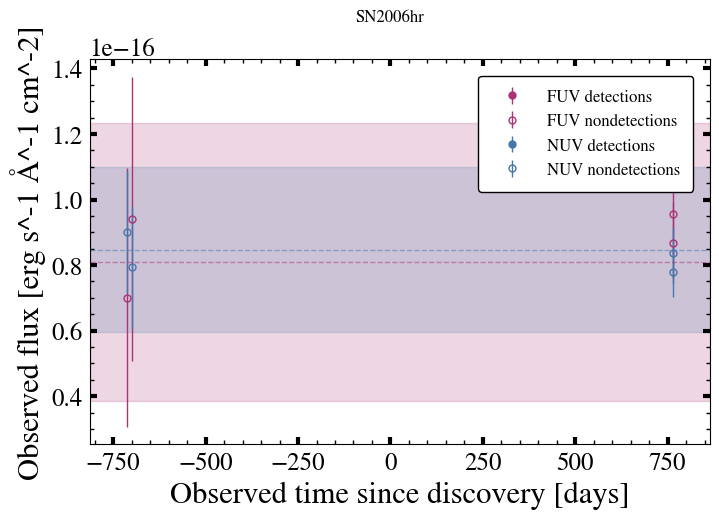 SN2006hr
1e−16
1.4
1.2
1.0
0.8
0.6
0.4
Observed flux [erg s^-1 Å^-1 cm^-2]
FUV detections
FUV nondetections
NUV detections
NUV nondetections
−750 −500 −250 0 250 500 750
Observed time since discovery [days]